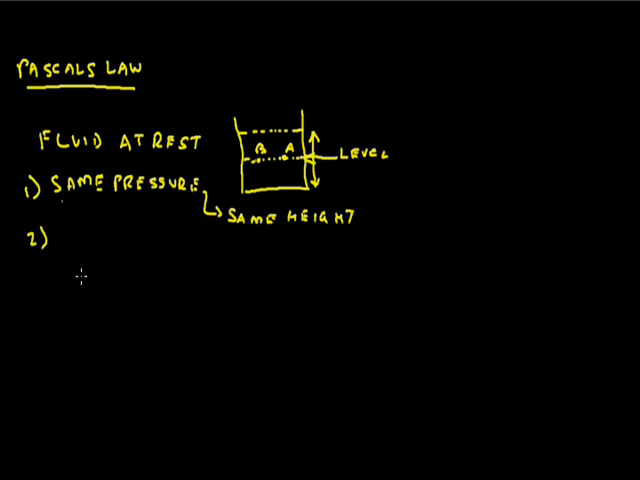 PASCALS LAW
FLUID AT REST
B A
LEVEL
1) SAME PRESSURE
SAME HEIGHT
2)